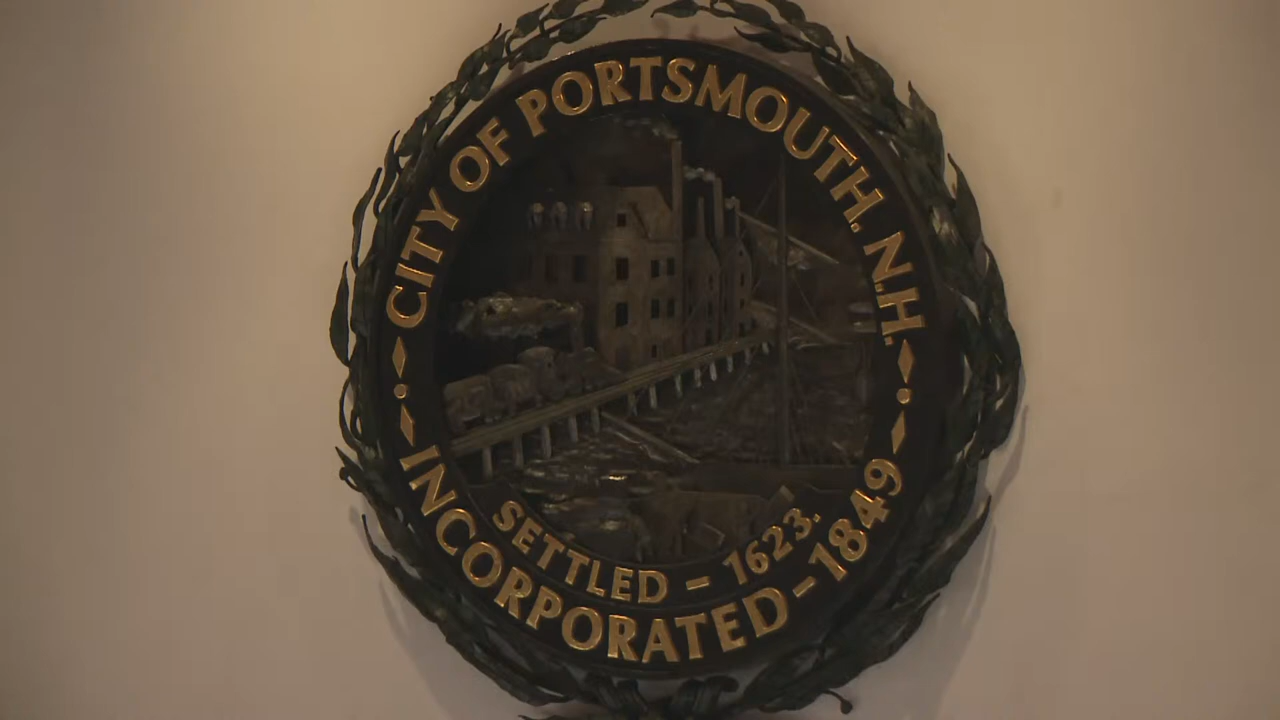 CITY OF PORTSMOUTH. N.H.
SETTLED – 1623.
INCORPORATED – 1849